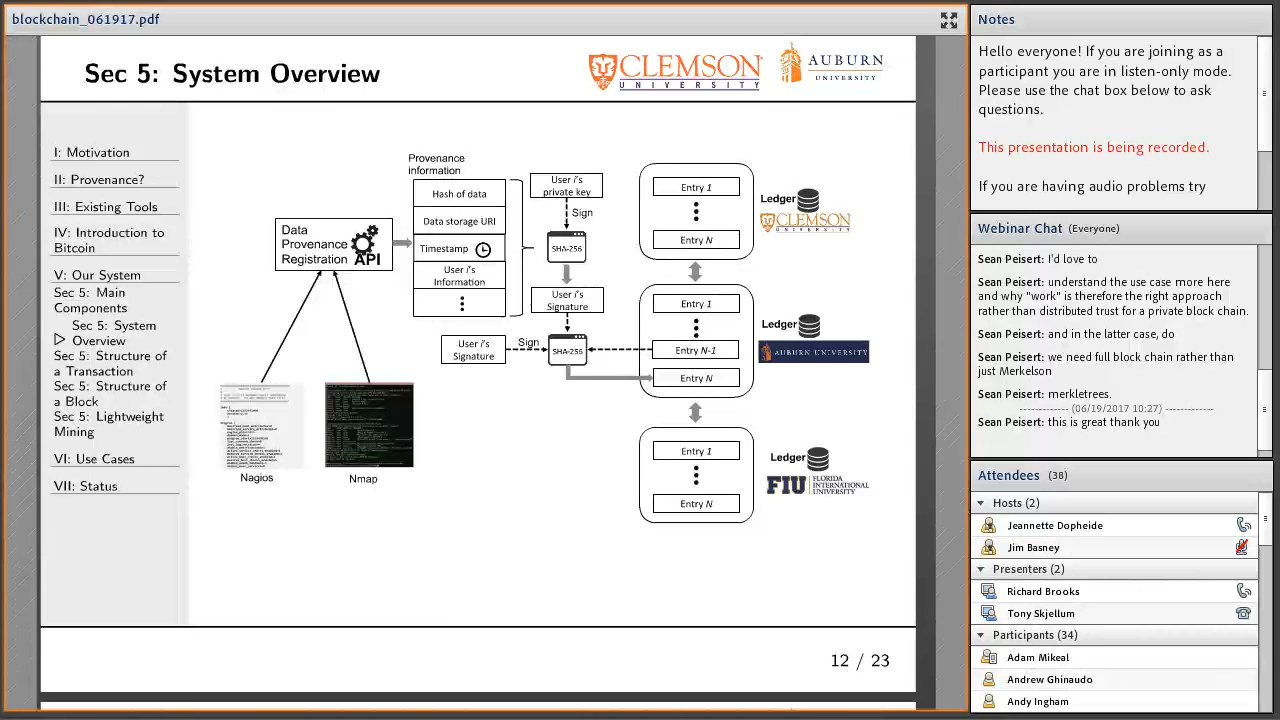 blockchain_061917.pdf
Sec 5: System Overview
CLEMSON
UNIVERSITY
AUBURN
UNIVERSITY
I: Motivation
II: Provenance?
III: Existing Tools
IV: Introduction to
Bitcoin
V: Our System
Sec 5: Main
Components
Sec 5: System
Overview
Sec 5: Structure of
a Transaction
Sec 5: Structure of
a Block
Sec 5: Lightweight
Mining
VI: Use Cases
VII: Status
Data
Provenance
Registration API
Nagios
Nmap
Provenance
information
Hash of data
Data storage URI
Timestamp
User i's
Information
User i's
private key
Sign
SHA-256
User i's
Signature
User i's
Signature
Sign
SHA-256
Entry 1
Entry N
Ledger
CLEMSON
UNIVERSITY
Entry 1
Entry N-1
Entry N
Ledger
AUBURN UNIVERSITY
Entry 1
Entry N
Ledger
FIU FLORIDA
INTERNATIONAL
UNIVERSITY
12 / 23
Notes
Hello everyone! If you are joining as a
participant you are in listen-only mode.
Please use the chat box below to ask
questions.
This presentation is being recorded.
If you are having audio problems try
Webinar Chat (Everyone)
Sean Peisert: I'd love to
Sean Peisert: understand the use case more here
and why "work" is therefore the right approach
rather than distributed trust for a private block chain.
Sean Peisert: and in the latter case, do
Sean Peisert: we need full block chain rather than
just Merkelson
Sean Peisert: merkletrees.
(06/19/2017 10:27)
Sean Peisert: that's great thank you
Attendees (38)
Hosts (2)
Jeannette Dopheide
Jim Basney
Presenters (2)
Richard Brooks
Tony Skjellum
Participants (34)
Adam Mikeal
Andrew Ghinaudo
Andy Ingham